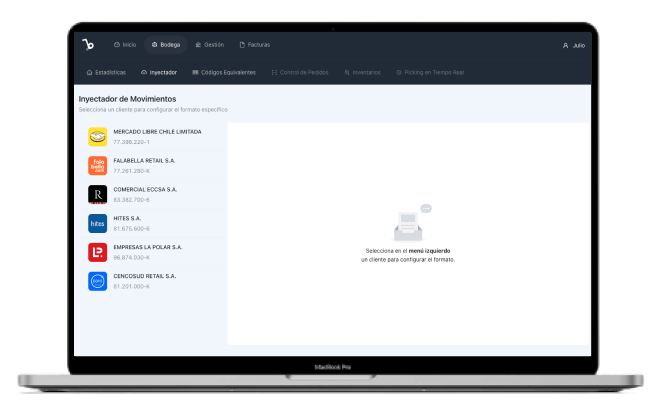 Inicio Bodega Gestión Facturas Julio
Estadísticas Inyectador Códigos Equivalentes Control de Pedidos Inventarios Picking en Tiempo Real
Inyectador de Movimientos
Selecciona un cliente para configurar el formato específico
MERCADO LIBRE CHILE LIMITADA
77.398.220-1
fala
bella
.com
FALABELLA RETAIL S.A.
77.261.280-K
R
COMERCIAL ECCSA S.A.
83.382.700-6
hites
HITES S.A.
81.675.600-6
EMPRESAS LA POLAR S.A.
96.874.030-K
paris
CENCOSUD RETAIL S.A.
81.201.000-K
Selecciona en el menú izquierdo
un cliente para configurar el formato.
MacBook Pro